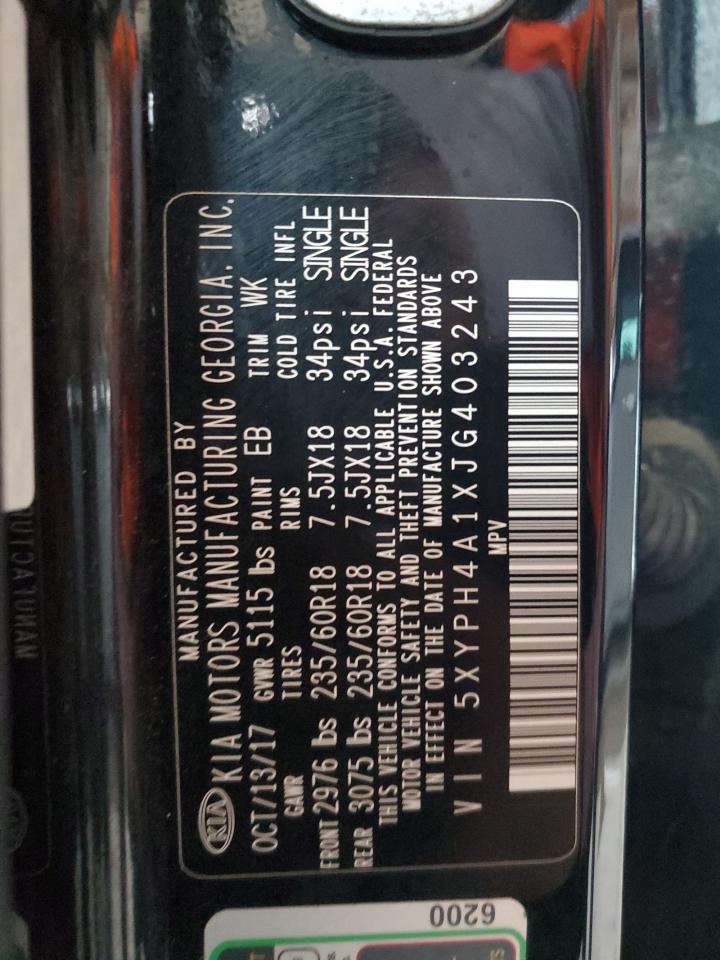 MANUFACTURED BY
KIA KIA MOTORS MANUFACTURING GEORGIA, INC.
OCT/13/17 GVWR 5115 lbs PAINT EB TRIM WK
GAWR TIRES RIMS COLD TIRE INFL
FRONT 2976 lbs 235/60R18 7.5JX18 34psi SINGLE
REAR 3075 lbs 235/60R18 7.5JX18 34psi SINGLE
THIS VEHICLE CONFORMS TO ALL APPLICABLE U.S.A. FEDERAL
MOTOR VEHICLE SAFETY AND THEFT PREVENTION STANDARDS
IN EFFECT ON THE DATE OF MANUFACTURE SHOWN ABOVE
VIN 5XYPH4A1XJG403243
MPV
6200